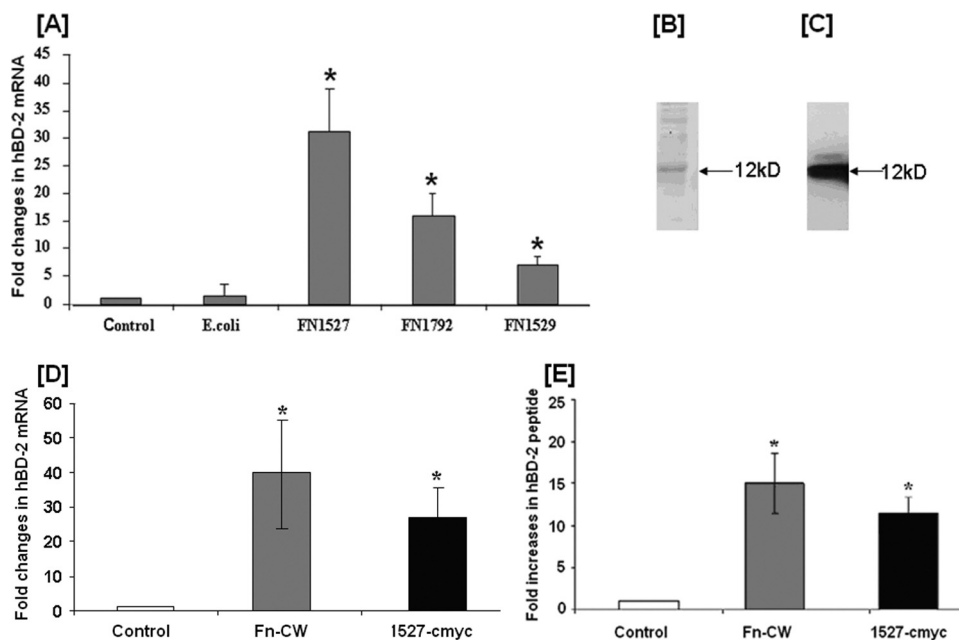 [A]
Fold changes in hBD-2 mRNA
45
40
35
30
25
20
15
10
5
0
*
*
*
Control E.coli FN1527 FN1792 FN1529
[B]
12kD
[C]
12kD
[D]
Fold changes in hBD-2 mRNA
60
50
40
30
20
10
0
*
*
Control Fn-CW 1527-cmyc
[E]
Fold increases in hBD-2 peptide
25
20
15
10
5
0
*
*
Control Fn-CW 1527-cmyc